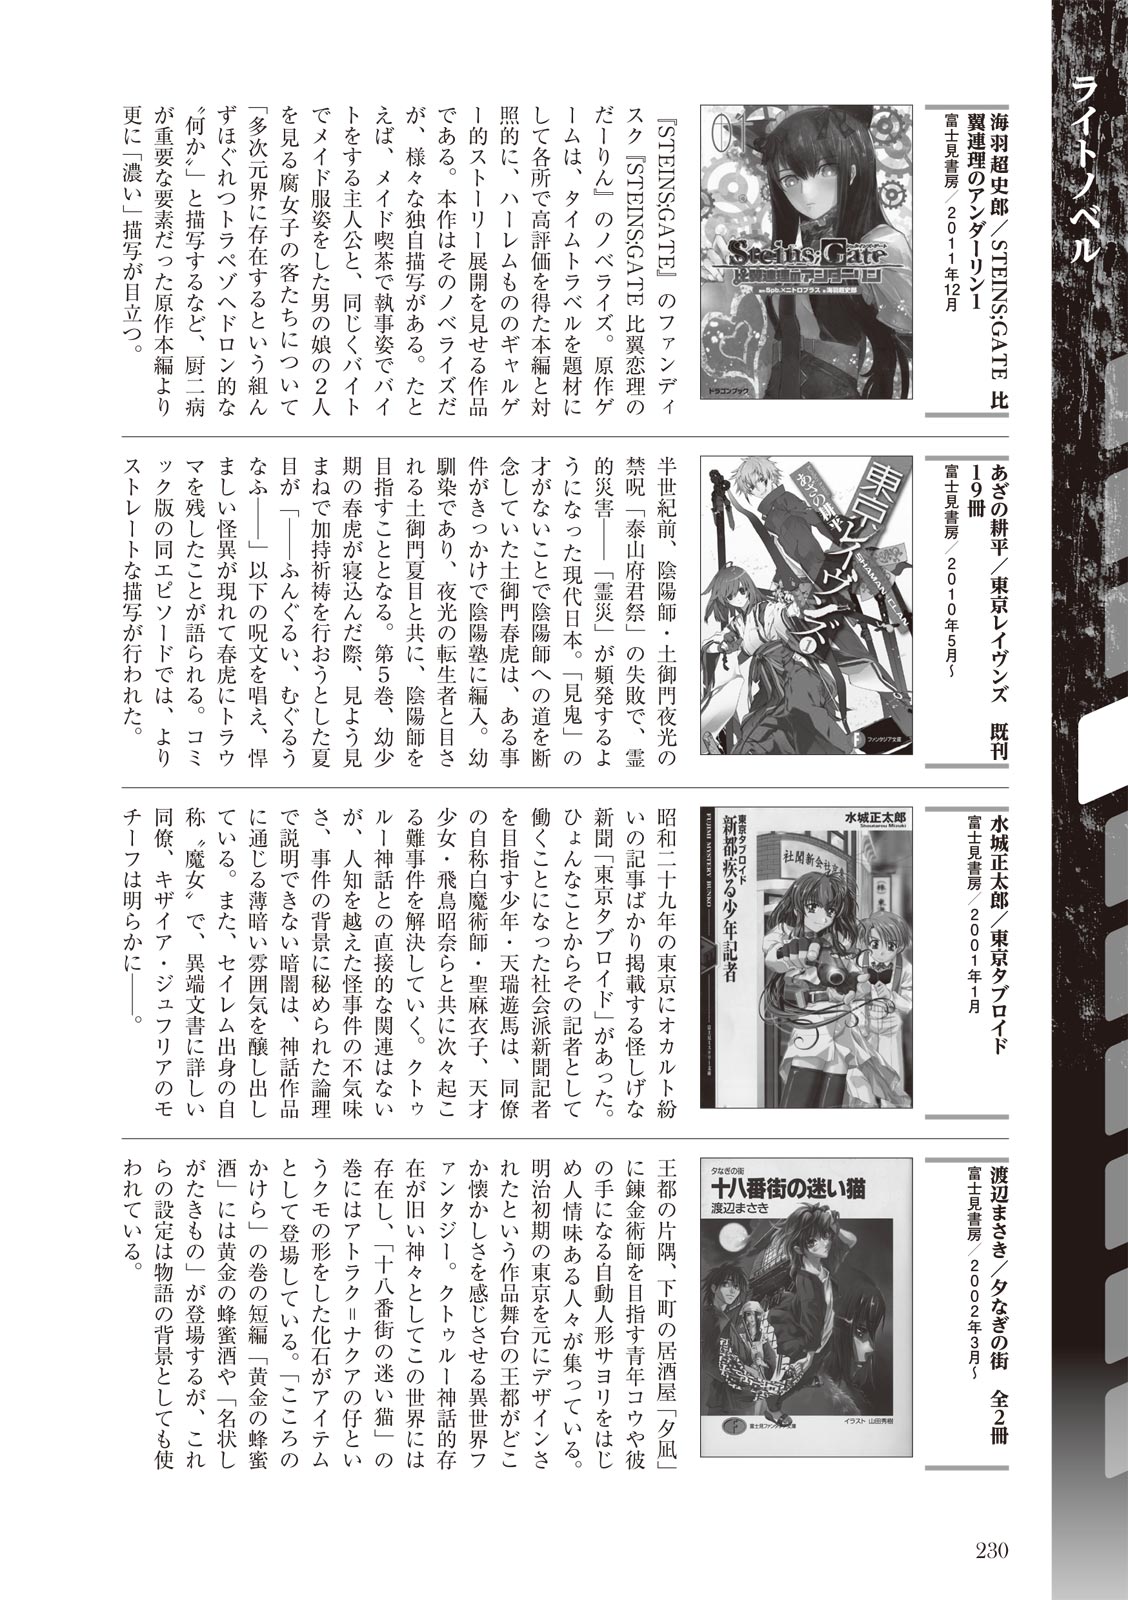 ライトノベル
海羽超史郎／STEINS;GATE 比
翼連理のアンダーリン1
富士見書房／2011年12月
Steins;Gate
比翼連理のアンダーリン
原作：5pb.×ニトロプラス 著：海羽超史郎
ドラゴンブック
『STEINS;GATE』のファンディ
スク『STEINS;GATE 比翼恋理の
だーりん』のノベライズ。原作ゲ
ームは、タイムトラベルを題材に
して各所で高評価を得た本編と対
照的に、ハーレムもののギャルゲ
ー的ストーリー展開を見せる作品
である。本作はそのノベライズだ
が、様々な独自描写がある。たと
えば、メイド喫茶で執事姿でバイ
トをする主人公と、同じくバイト
でメイド服姿をした男の娘の2人
を見る腐女子の客たちについて
「多次元界に存在するという組ん
ずほぐれつトラペゾヘドロン的な
〝何か〟」と描写するなど、厨二病
が重要な要素だった原作本編より
更に「濃い」描写が目立つ。
あざの耕平／東京レイヴンズ　既刊
19冊
富士見書房／2010年5月～
東京レイヴンズ
あざの耕平
SHAMAN CLAN
1
ファンタジア文庫
半世紀前、陰陽師・土御門夜光の
禁呪「泰山府君祭」の失敗で、霊
的災害――「霊災」が頻発するよ
うになった現代日本。「見鬼」の
才がないことで陰陽師への道を断
念していた土御門春虎は、ある事
件がきっかけで陰陽塾に編入。幼
馴染であり、夜光の転生者と目さ
れる土御門夏目と共に、陰陽師を
目指すこととなる。第5巻、幼少
期の春虎が寝込んだ際、見よう見
まねで加持祈祷を行おうとした夏
目が「――ふんぐるい、むぐるう
なふ――」以下の呪文を唱え、悍
ましい怪異が現れて春虎にトラウ
マを残したことが語られる。コミ
ック版の同エピソードでは、より
ストレートな描写が行われた。
水城正太郎／東京タブロイド
富士見書房／2001年1月
水城正太郎
Shoutarou Mizuki
東京タブロイド
新都疾る少年記者
FUJIMI MYSTERY BUNKO
富士見ミステリー文庫
昭和二十九年の東京にオカルト紛
いの記事ばかり掲載する怪しげな
新聞「東京タブロイド」があった。
ひょんなことからその記者として
働くことになった社会派新聞記者
を目指す少年・天瑞遊馬は、同僚
の自称白魔術師・聖麻衣子、天才
少女・飛鳥昭奈らと共に次々起こ
る難事件を解決していく。クトゥ
ルー神話との直接的な関連はない
が、人知を越えた怪事件の不気味
さ、事件の背景に秘められた論理
で説明できない暗闇は、神話作品
に通じる薄暗い雰囲気を醸し出し
ている。また、セイレム出身の自
称〝魔女〟で、異端文書に詳しい
同僚、キザイア・ジュフリアのモ
チーフは明らかに――。
渡辺まさき／夕なぎの街　全2冊
富士見書房／2002年3月～
夕なぎの街
十八番街の迷い猫
渡辺まさき
イラスト 山田秀樹
富士見ファンタジア文庫
王都の片隅、下町の居酒屋「夕凪」
に錬金術師を目指す青年コウや彼
の手になる自動人形サヨリをはじ
め人情味ある人々が集っている。
明治初期の東京を元にデザインさ
れたという作品舞台の王都がどこ
か懐かしさを感じさせる異世界フ
ァンタジー。クトゥルー神話的存
在が旧い神々としてこの世界には
存在し、「十八番街の迷い猫」の
巻にはアトラク＝ナクアの仔とい
うクモの形をした化石がアイテム
として登場している。「こころの
かけら」の巻の短編「黄金の蜂蜜
酒」には黄金の蜂蜜酒や「名状し
がたきもの」が登場するが、これ
らの設定は物語の背景としても使
われている。
230